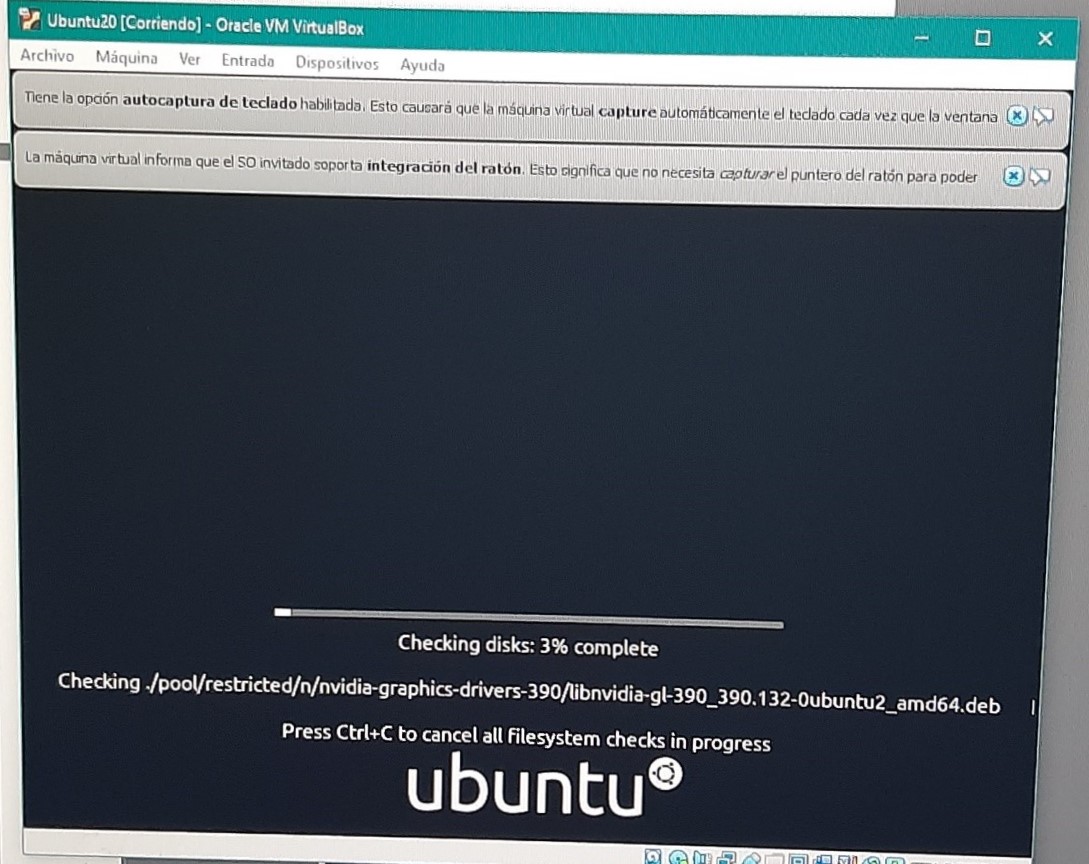 Ubuntu20 [Corriendo] - Oracle VM VirtualBox
Archivo Máquina Ver Entrada Dispositivos Ayuda
Tiene la opción autocaptura de teclado habilitada. Esto causará que la máquina virtual capture automáticamente el teclado cada vez que la ventana
La máquina virtual informa que el SO invitado soporta integración del ratón. Esto significa que no necesita capturar el puntero del ratón para poder
Checking disks: 3% complete
Checking ./pool/restricted/n/nvidia-graphics-drivers-390/libnvidia-gl-390_390.132-0ubuntu2_amd64.deb
Press Ctrl+C to cancel all filesystem checks in progress
ubuntu